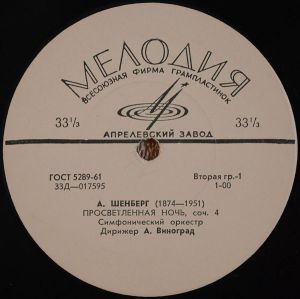 МЕЛОДИЯ
ВСЕСОЮЗНАЯ ФИРМА ГРАМПЛАСТИНОК
33⅓ 33⅓
АПРЕЛЕВСКИЙ ЗАВОД
ГОСТ 5289-61 Вторая гр.-1
33Д—017595 1-00
А. ШЕНБЕРГ (1874—1951)
ПРОСВЕТЛЕННАЯ НОЧЬ, соч. 4
Симфонический оркестр
Дирижер А. Виноград